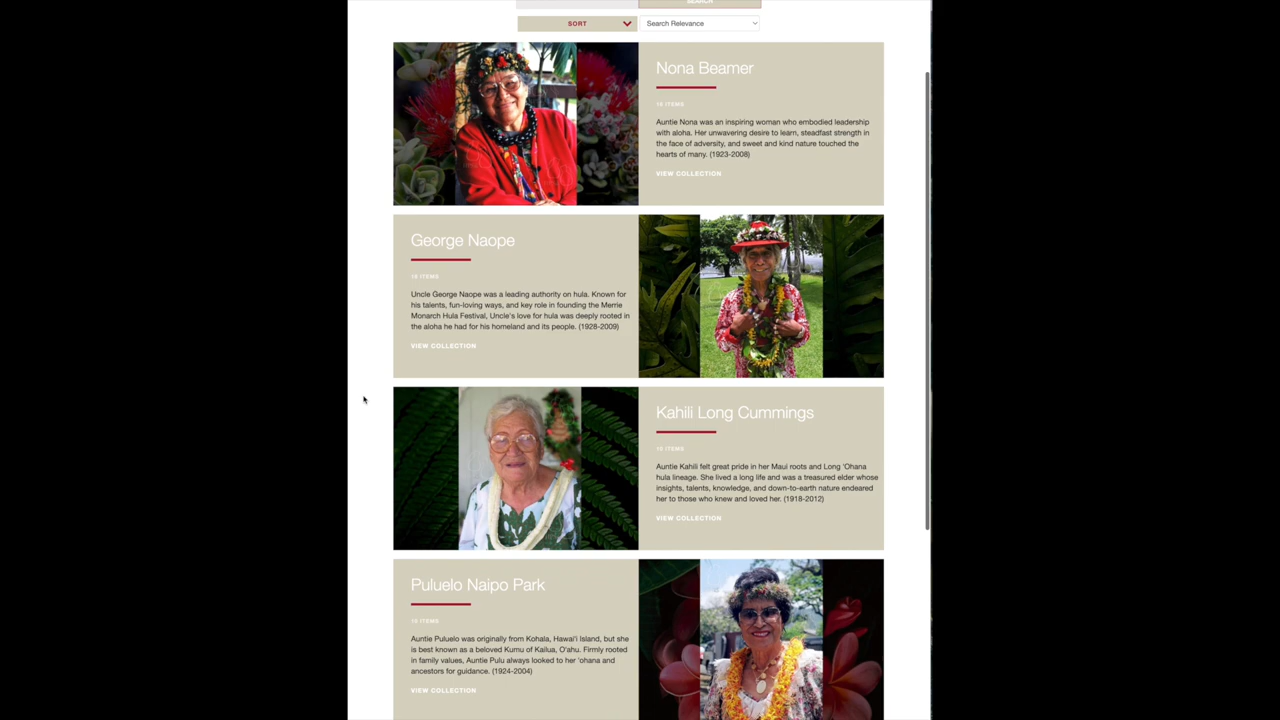 SEARCH
SORT
Search Relevance
Nona Beamer
Auntie Nona was an inspiring woman who embodied leadership
with aloha. Her unwavering desire to learn, steadfast strength in
the face of adversity, and sweet and kind nature touched the
hearts of many. (1923-2008)
VIEW COLLECTION
George Naope
Uncle George Naope was a leading authority on hula. Known for
his talents, fun-loving ways, and key role in founding the Merrie
Monarch Hula Festival, Uncle's love for hula was deeply rooted in
the aloha he had for his homeland and its people. (1928-2009)
VIEW COLLECTION
Kahili Long Cummings
Auntie Kahili felt great pride in her Maui roots and Long ‘Ohana
hula lineage. She lived a long life and was a treasured elder whose
insights, talents, knowledge, and down-to-earth nature endeared
her to those who knew and loved her. (1918-2012)
VIEW COLLECTION
Puluelo Naipo Park
Auntie Puluelo was originally from Kohala, Hawai‘i Island, but she
is best known as a beloved Kumu of Kailua, O‘ahu. Firmly rooted
in family values, Auntie Pulu always looked to her ‘ohana and
ancestors for guidance. (1924-2004)
VIEW COLLECTION